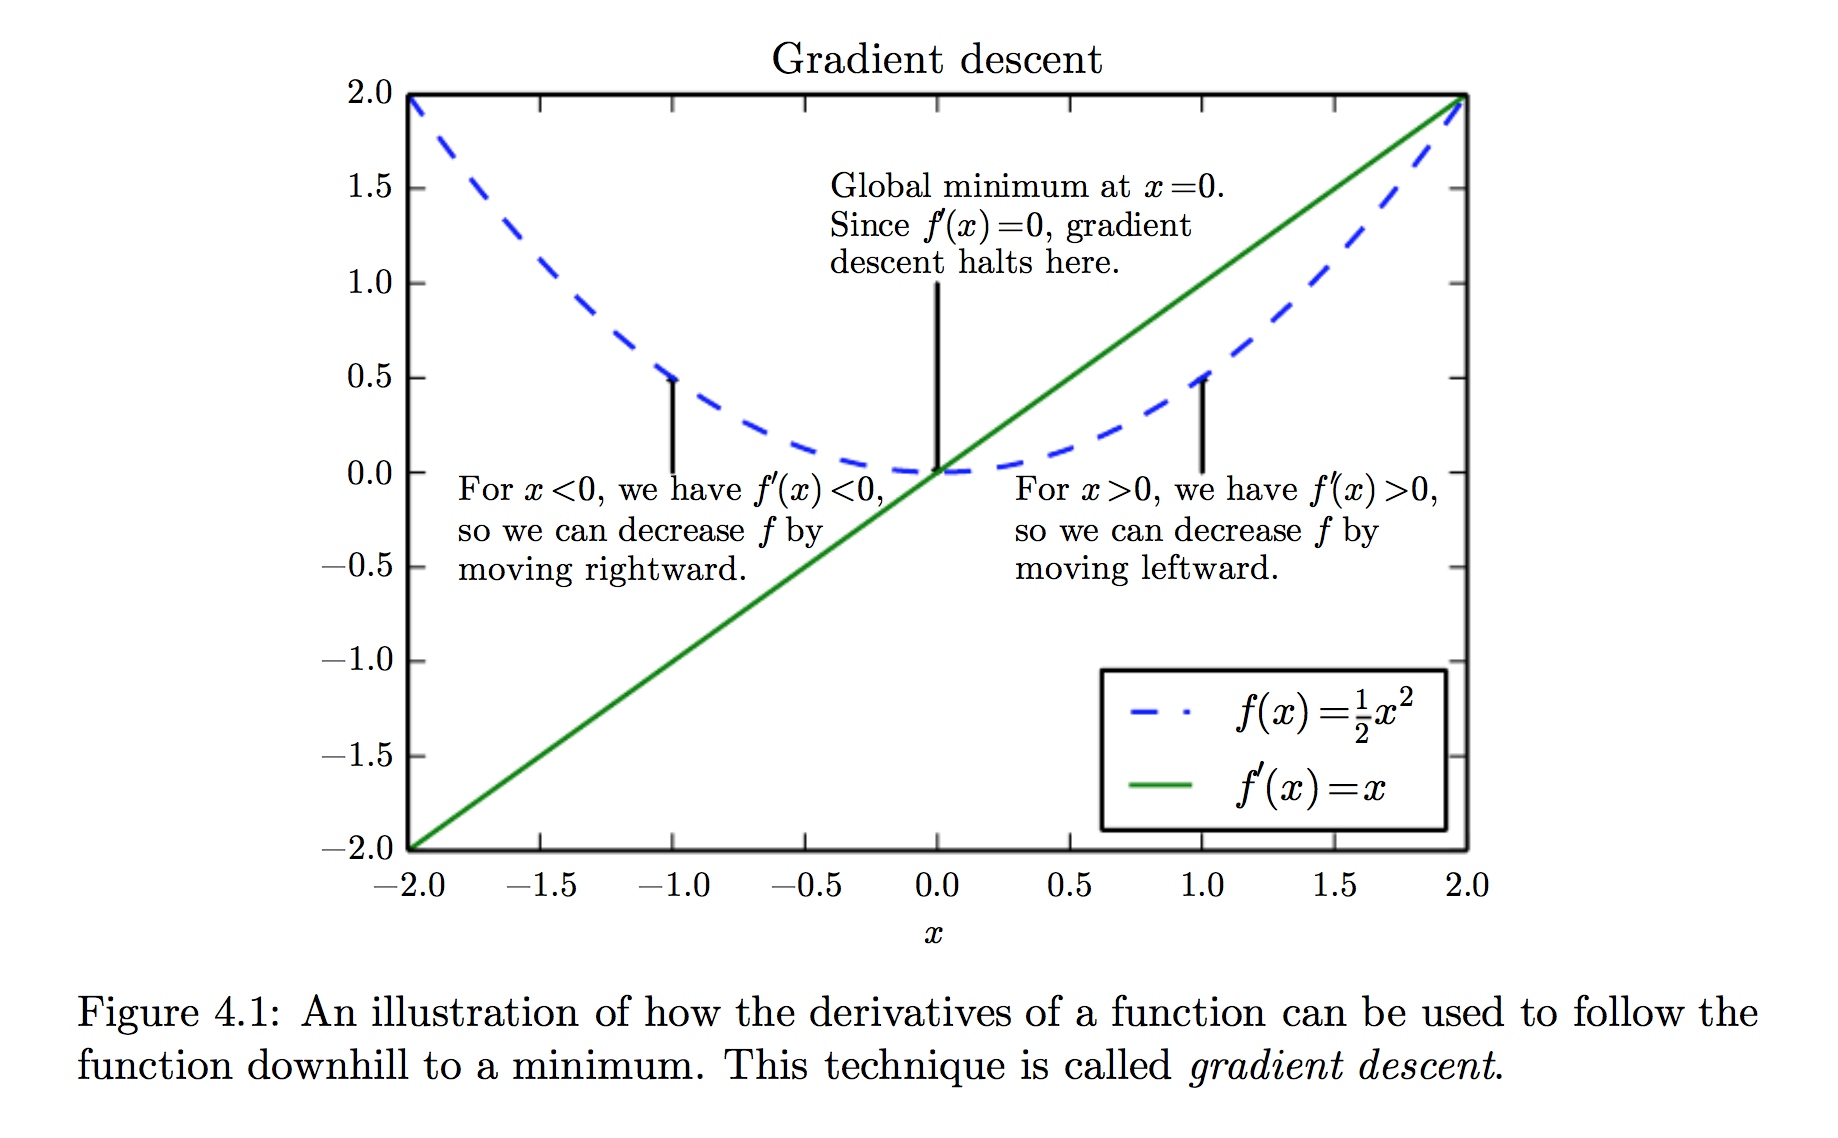 Gradient descent
2.0
1.5
1.0
0.5
0.0
−0.5
−1.0
−1.5
−2.0
Global minimum at x=0.
Since f′(x)=0, gradient
descent halts here.
For x<0, we have f′(x)<0,
so we can decrease f by
moving rightward.
For x>0, we have f′(x)>0,
so we can decrease f by
moving leftward.
f(x)=½x²
f′(x)=x
−2.0 −1.5 −1.0 −0.5 0.0 0.5 1.0 1.5 2.0
x
Figure 4.1: An illustration of how the derivatives of a function can be used to follow the
function downhill to a minimum. This technique is called gradient descent.